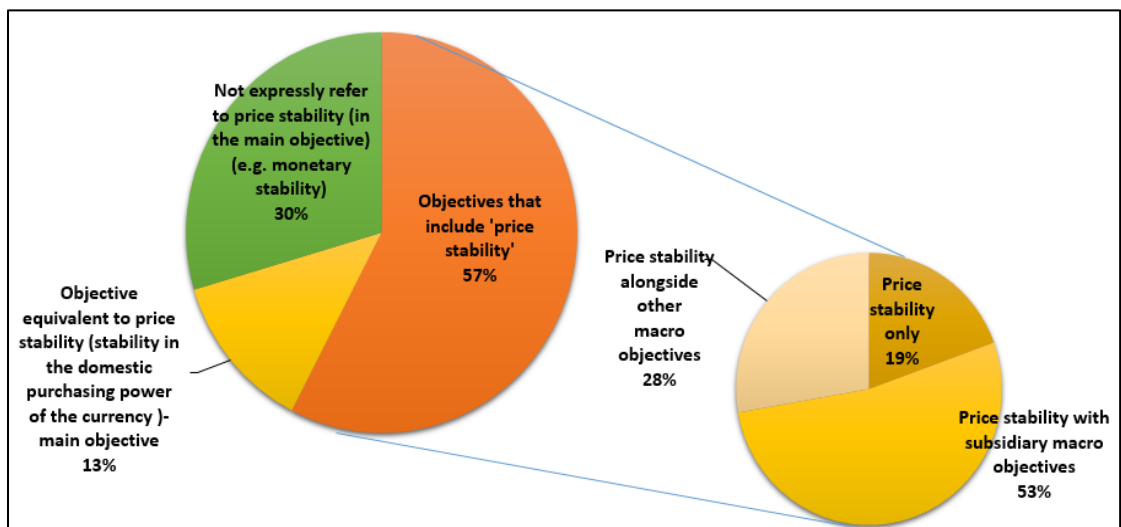 Not expressly refer
to price stability (in
the main objective)
(e.g. monetary
stability)
30%
Objectives that
include 'price
stability'
57%
Objective
equivalent to price
stability (stability in
the domestic
purchasing power
of the currency )-
main objective
13%
Price stability
alongside
other
macro
objectives
28%
Price
stability
only
19%
Price stability with
subsidiary macro
objectives
53%